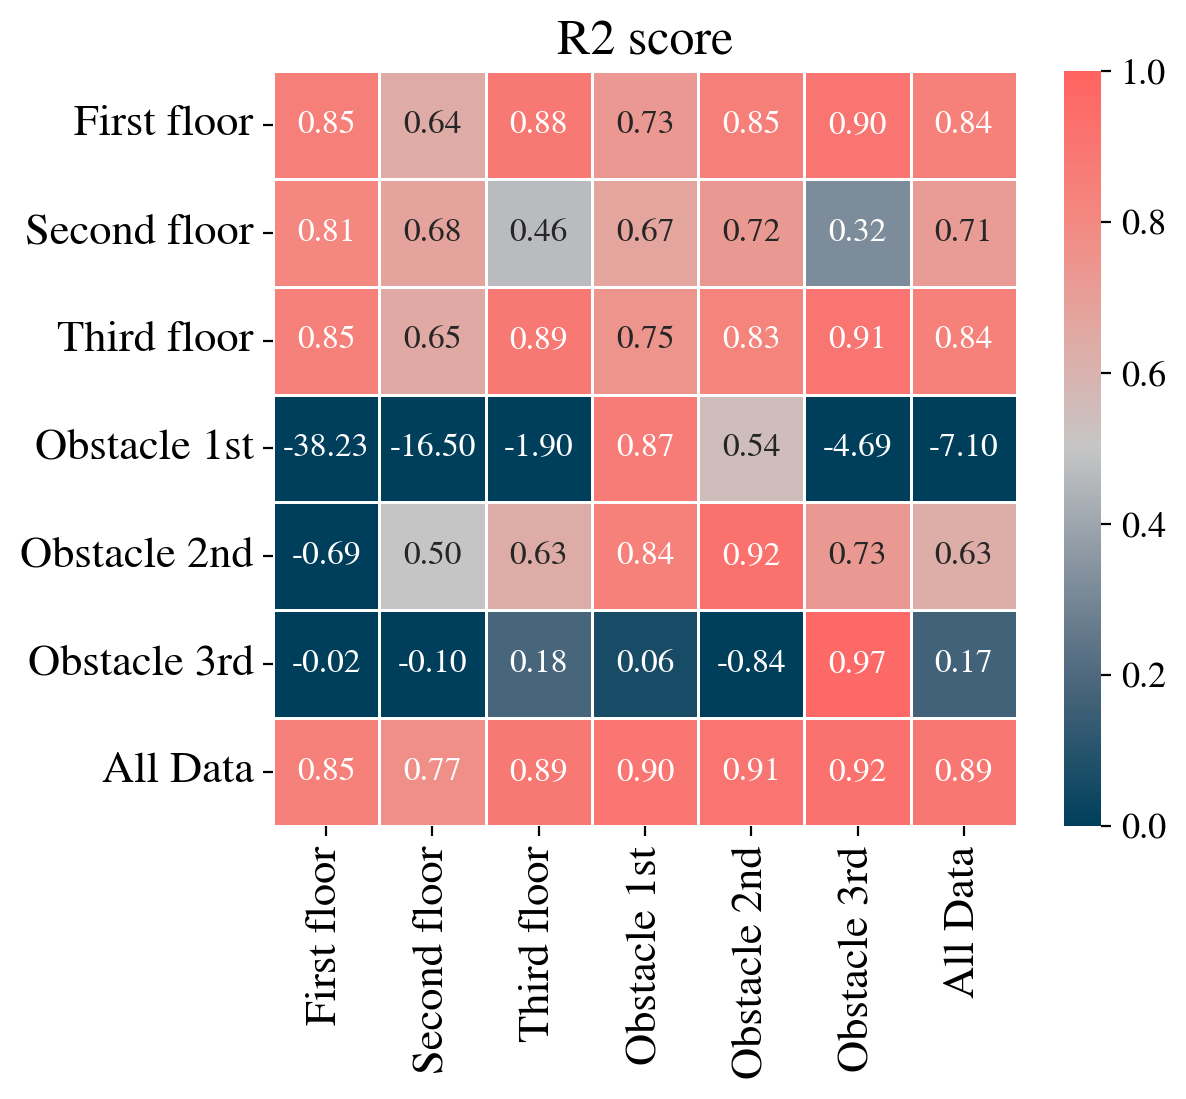 R2 score
First floor 0.85 0.64 0.88 0.73 0.85 0.90 0.84
Second floor 0.81 0.68 0.46 0.67 0.72 0.32 0.71
Third floor 0.85 0.65 0.89 0.75 0.83 0.91 0.84
Obstacle 1st -38.23 -16.50 -1.90 0.87 0.54 -4.69 -7.10
Obstacle 2nd -0.69 0.50 0.63 0.84 0.92 0.73 0.63
Obstacle 3rd -0.02 -0.10 0.18 0.06 -0.84 0.97 0.17
All Data 0.85 0.77 0.89 0.90 0.91 0.92 0.89
First floor
Second floor
Third floor
Obstacle 1st
Obstacle 2nd
Obstacle 3rd
All Data
1.0
0.8
0.6
0.4
0.2
0.0